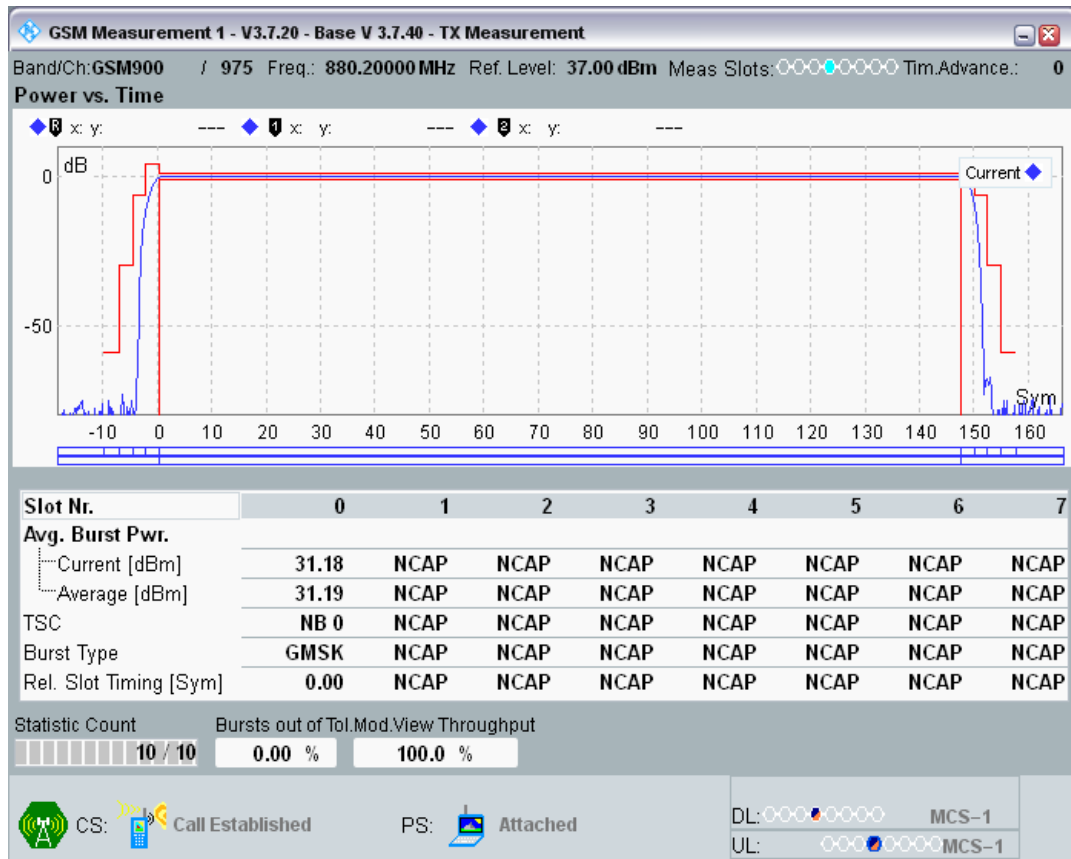 GSM Measurement 1 - V3.7.20 - Base V 3.7.40 - TX Measurement
Band/Ch:GSM900 / 975 Freq.: 880.20000 MHz Ref. Level: 37.00 dBm Meas Slots: Tim.Advance.: 0
Power vs. Time
R x: y: --- 1 x: y: --- 2 x: y: ---
dB
Current
0
-50
Sym
-10 0 10 20 30 40 50 60 70 80 90 100 110 120 130 140 150 160
Slot Nr. 0 1 2 3 4 5 6 7
Avg. Burst Pwr.
Current [dBm] 31.18 NCAP NCAP NCAP NCAP NCAP NCAP NCAP
Average [dBm] 31.19 NCAP NCAP NCAP NCAP NCAP NCAP NCAP
TSC NB 0 NCAP NCAP NCAP NCAP NCAP NCAP NCAP
Burst Type GMSK NCAP NCAP NCAP NCAP NCAP NCAP NCAP
Rel. Slot Timing [Sym] 0.00 NCAP NCAP NCAP NCAP NCAP NCAP NCAP
Statistic Count Bursts out of Tol.Mod.View Throughput
10 / 10 0.00 % 100.0 %
CS: Call Established PS: Attached
DL: MCS-1
UL: MCS-1